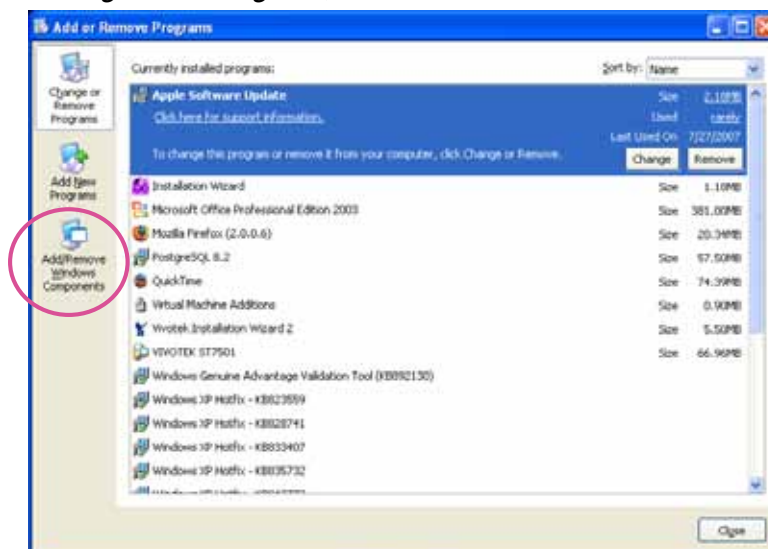 Add or Remove Programs
Change or
Remove
Programs
Add New
Programs
Add/Remove
Windows
Components
Currently installed programs:
Sort by: Name
Apple Software Update
Size 2.18MB
Click here for support information.
Used rarely
Last Used On 7/27/2007
To change this program or remove it from your computer, click Change or Remove.
Change Remove
Installation Wizard Size 1.10MB
Microsoft Office Professional Edition 2003 Size 381.00MB
Mozilla Firefox (2.0.0.6) Size 20.34MB
PostgreSQL 8.2 Size 57.50MB
QuickTime Size 74.39MB
Virtual Machine Additions Size 0.90MB
Vivotek Installation Wizard 2 Size 5.50MB
VIVOTEK ST7501 Size 66.96MB
Windows Genuine Advantage Validation Tool (KB892130)
Windows XP Hotfix - KB823559
Windows XP Hotfix - KB828741
Windows XP Hotfix - KB833407
Windows XP Hotfix - KB835732
Close